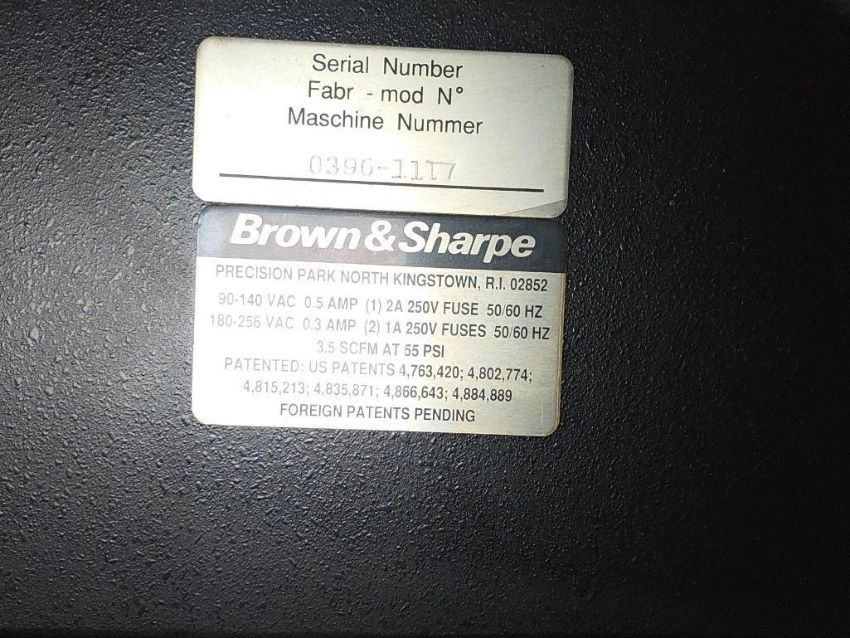 Serial Number
Fabr - mod N°
Maschine Nummer
0396-1117
Brown & Sharpe
PRECISION PARK NORTH KINGSTOWN, R.I. 02852
90-140 VAC 0.5 AMP (1) 2A 250V FUSE 50/60 HZ
180-256 VAC 0.3 AMP (2) 1A 250V FUSES 50/60 HZ
3.5 SCFM AT 55 PSI
PATENTED: US PATENTS 4,763,420; 4,802,774;
4,815,213; 4,835,871; 4,866,643; 4,884,889
FOREIGN PATENTS PENDING